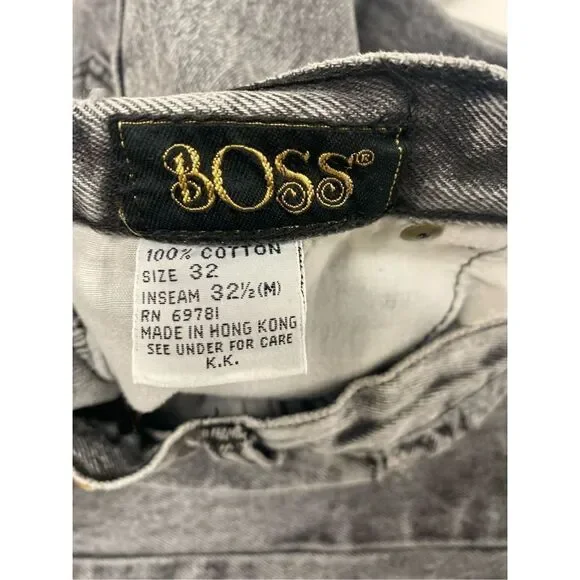 BOSS®
100% COTTON
SIZE 32
INSEAM 32½(M)
RN 69781
MADE IN HONG KONG
SEE UNDER FOR CARE
K.K.